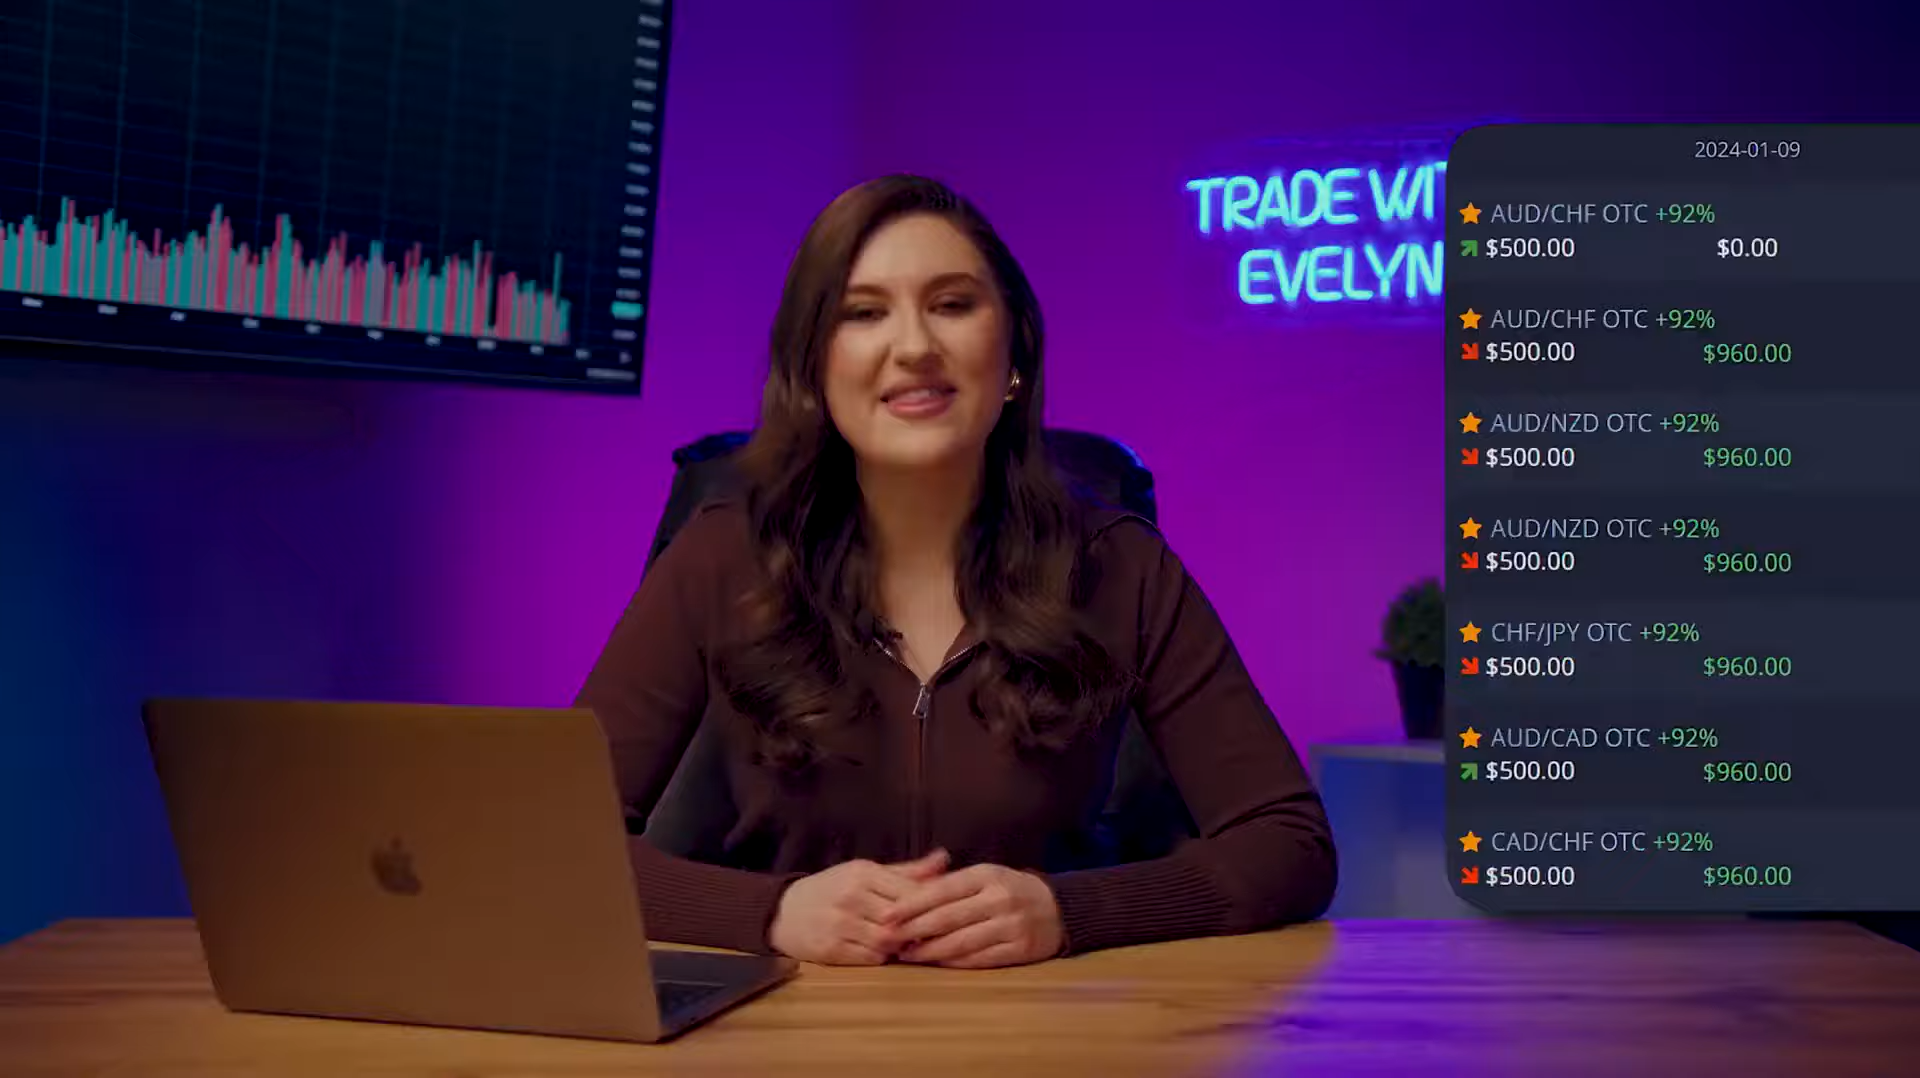 TRADE WIT
EVELYN
2024-01-09
AUD/CHF OTC +92%
$500.00 $0.00
AUD/CHF OTC +92%
$500.00 $960.00
AUD/NZD OTC +92%
$500.00 $960.00
AUD/NZD OTC +92%
$500.00 $960.00
CHF/JPY OTC +92%
$500.00 $960.00
AUD/CAD OTC +92%
$500.00 $960.00
CAD/CHF OTC +92%
$500.00 $960.00